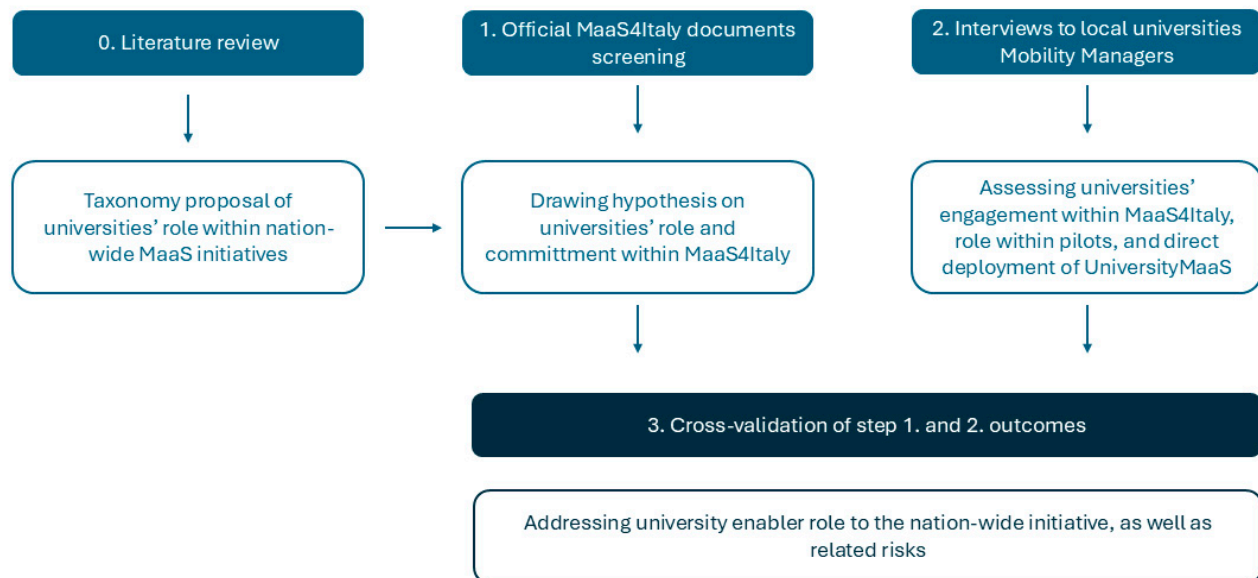 0. Literature review
1. Official MaaS4Italy documents
screening
2. Interviews to local universities
Mobility Managers
Taxonomy proposal of
universities' role within nation-
wide MaaS initiatives
Drawing hypothesis on
universities' role and
committment within MaaS4Italy
Assessing universities'
engagement within MaaS4Italy,
role within pilots, and direct
deployment of UniversityMaaS
3. Cross-validation of step 1. and 2. outcomes
Addressing university enabler role to the nation-wide initiative, as well as
related risks